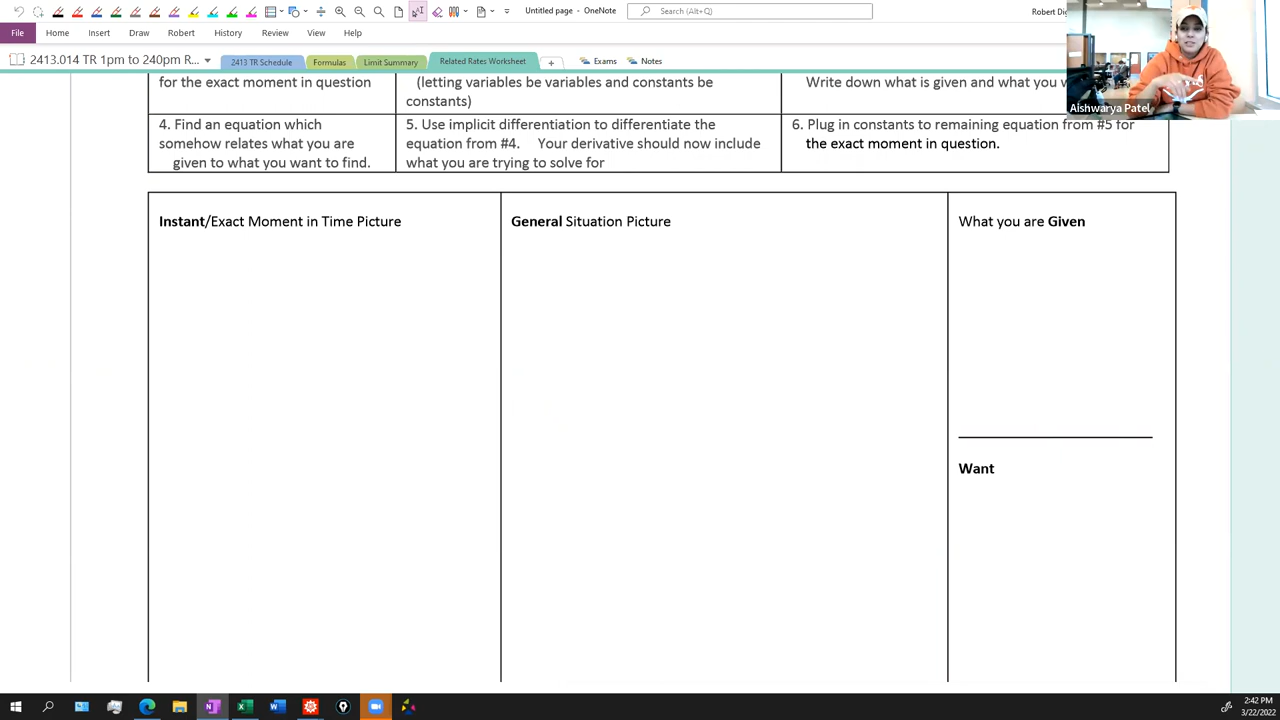 Untitled page - OneNote
Search (Alt+Q)
Robert Di
File
Home
Insert
Draw
Robert
History
Review
View
Help
2413.014 TR 1pm to 240pm R...
2413 TR Schedule
Formulas
Limit Summary
Related Rates Worksheet
Exams
Notes
Aishwarya Patel
for the exact moment in question
(letting variables be variables and constants be
constants)
Write down what is given and what you
4. Find an equation which
somehow relates what you are
given to what you want to find.
5. Use implicit differentiation to differentiate the
equation from #4. Your derivative should now include
what you are trying to solve for
6. Plug in constants to remaining equation from #5 for
the exact moment in question.
Instant/Exact Moment in Time Picture
General Situation Picture
What you are Given
Want
2:42 PM
3/22/2022